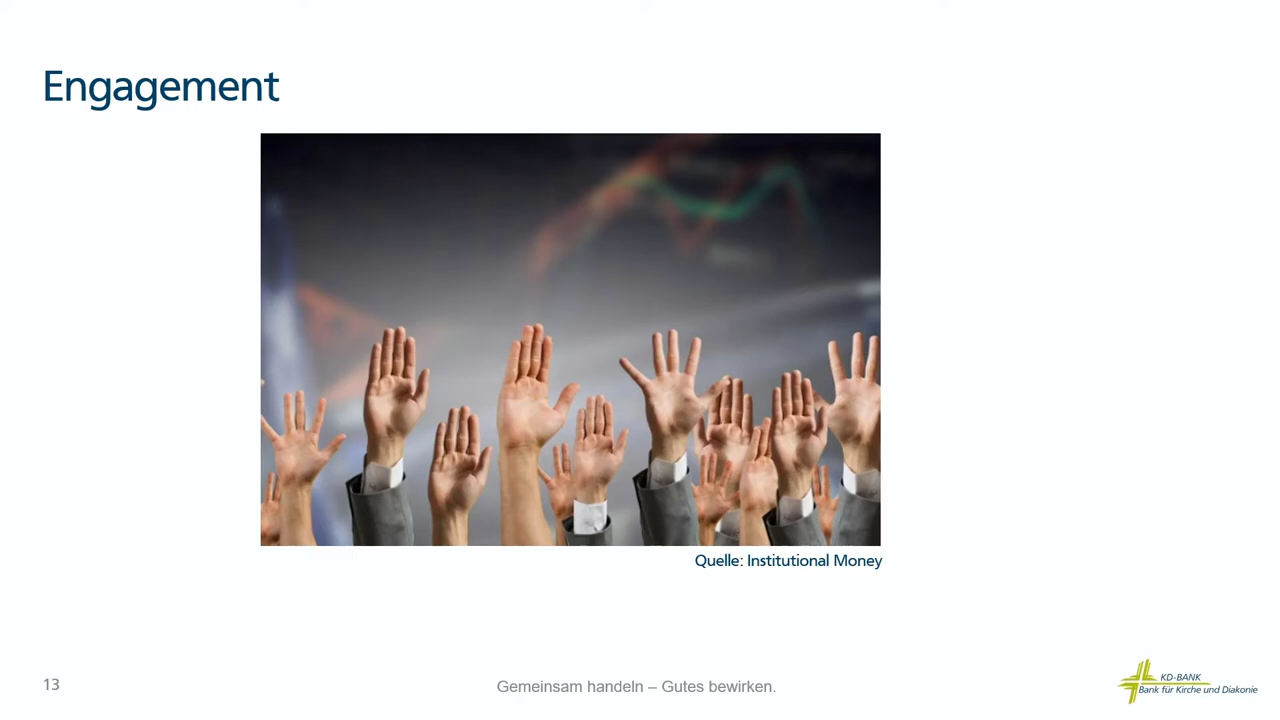 Engagement
Quelle: Institutional Money
13
Gemeinsam handeln – Gutes bewirken.
KD-BANK
Bank für Kirche und Diakonie